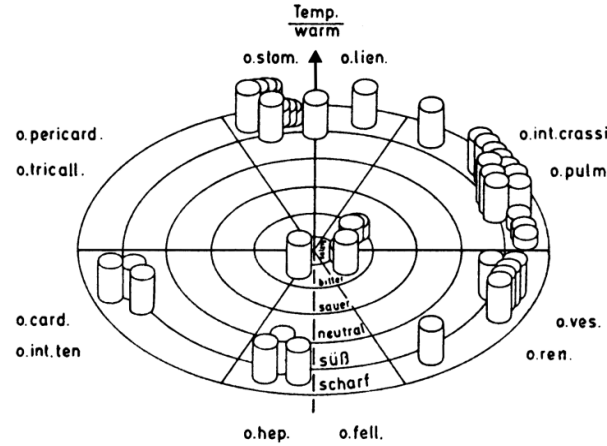 Temp.
warm
o.stom. o.lien.
o.pericard. o.int.crassi
o.tricall. o.pulm
bitter
sauer.
o.card. neutral o.ves.
o.int.ten süß o.ren.
scharf
o.hep. o.fell.